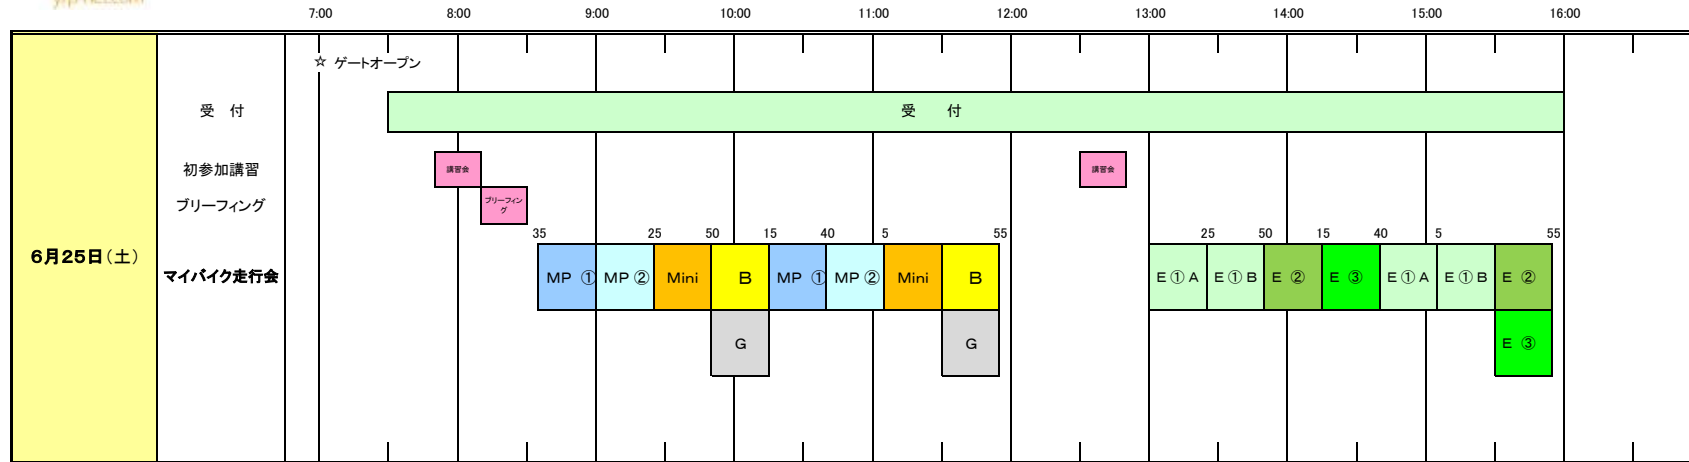 7:00 8:00 9:00 10:00 11:00 12:00 13:00 14:00 15:00 16:00
☆ ゲートオープン
受 付 受 付
初参加講習 講習会 講習会
ブリーフィング ブリーフィン
グ
35 25 50 15 40 5 55 25 50 15 40 5 55
6月25日(土) マイバイク走行会 MP ① MP ② Mini B MP ① MP ② Mini B E①A E①B E ② E ③ E①A E①B E ②
G G E ③